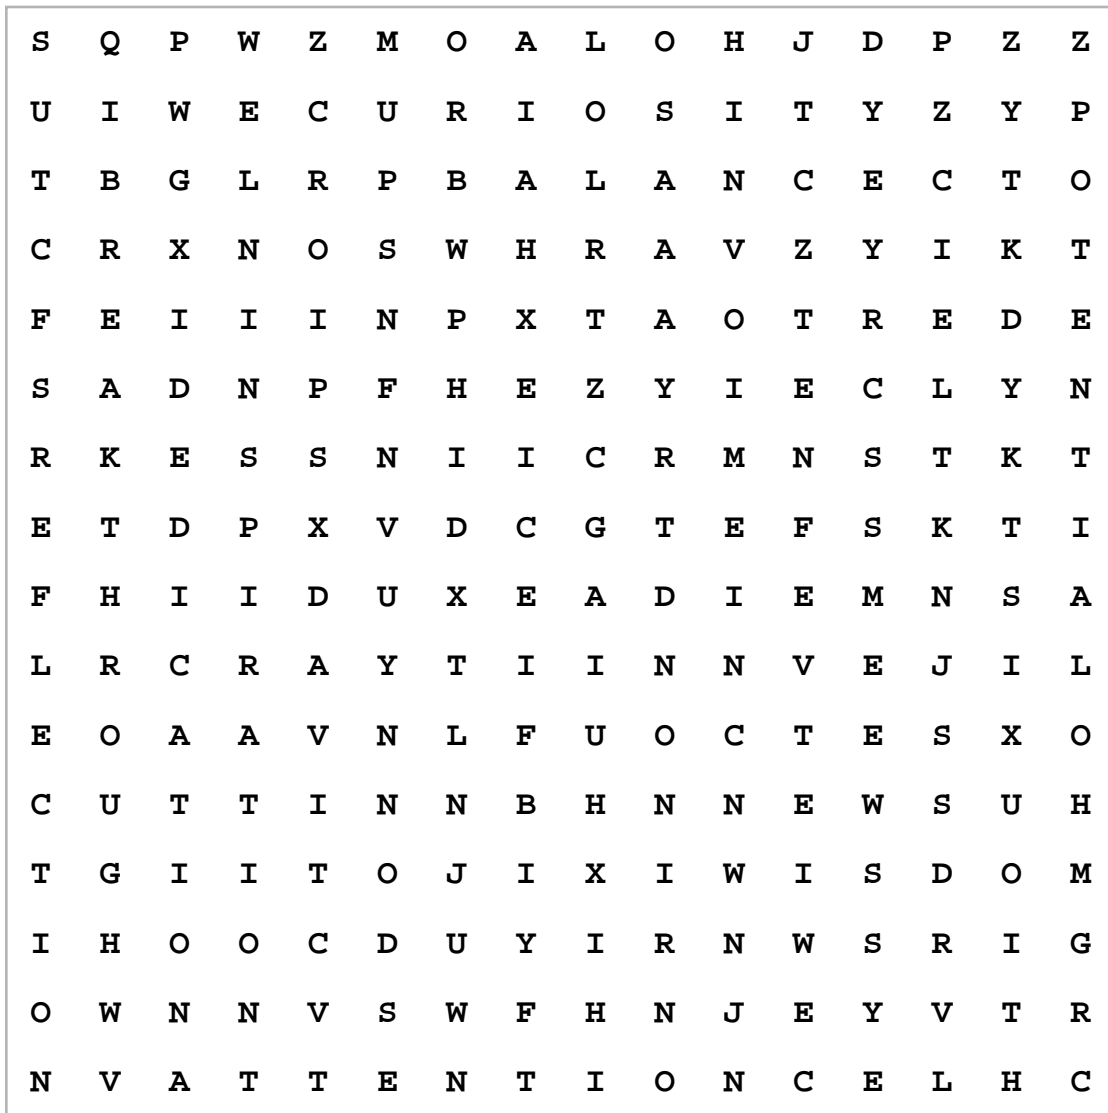 S Q P W Z M O A L O H J D P Z Z
U I W E C U R I O S I T Y Z Y P
T B G L R P B A L A N C E C T O
C R X N O S W H R A V Z Y I K T
F E I I I N P X T A O T R E D E
S A D N P F H E Z Y I E C L Y N
R K E S S N I I C R M N S T K T
E T D P X V D C G T E F S K T I
F H I I D U X E A D I E M N S A
L R C R A Y T I I N N V E J I L
E O A A V N L F U O C T E S X O
C U T T I N N B H N N E W S U H
T G I I T O J I X I W I S D O M
I H O O C D U Y I R N W S R I G
O W N N V S W F H N J E Y V T R
N V A T T E N T I O N C E L H C